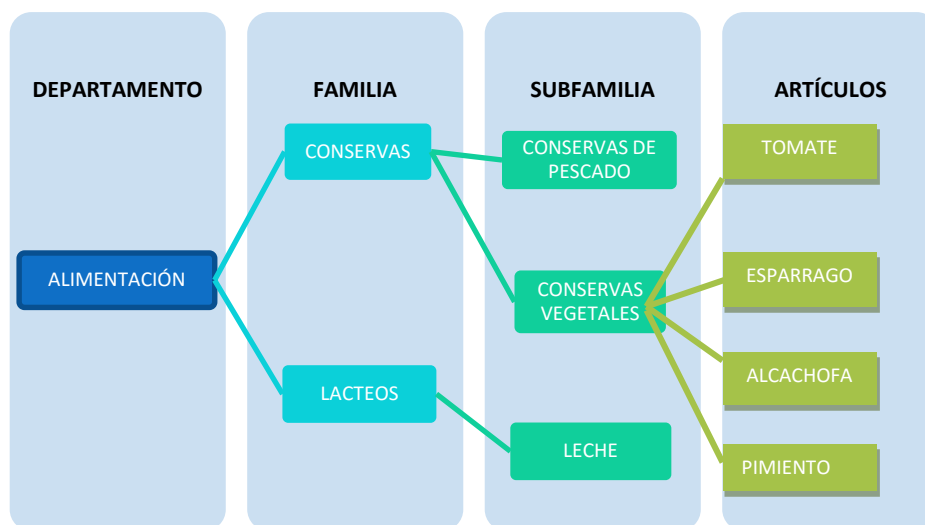 DEPARTAMENTO
FAMILIA
SUBFAMILIA
ARTÍCULOS
ALIMENTACIÓN
CONSERVAS
LACTEOS
CONSERVAS DE
PESCADO
CONSERVAS
VEGETALES
LECHE
TOMATE
ESPARRAGO
ALCACHOFA
PIMIENTO